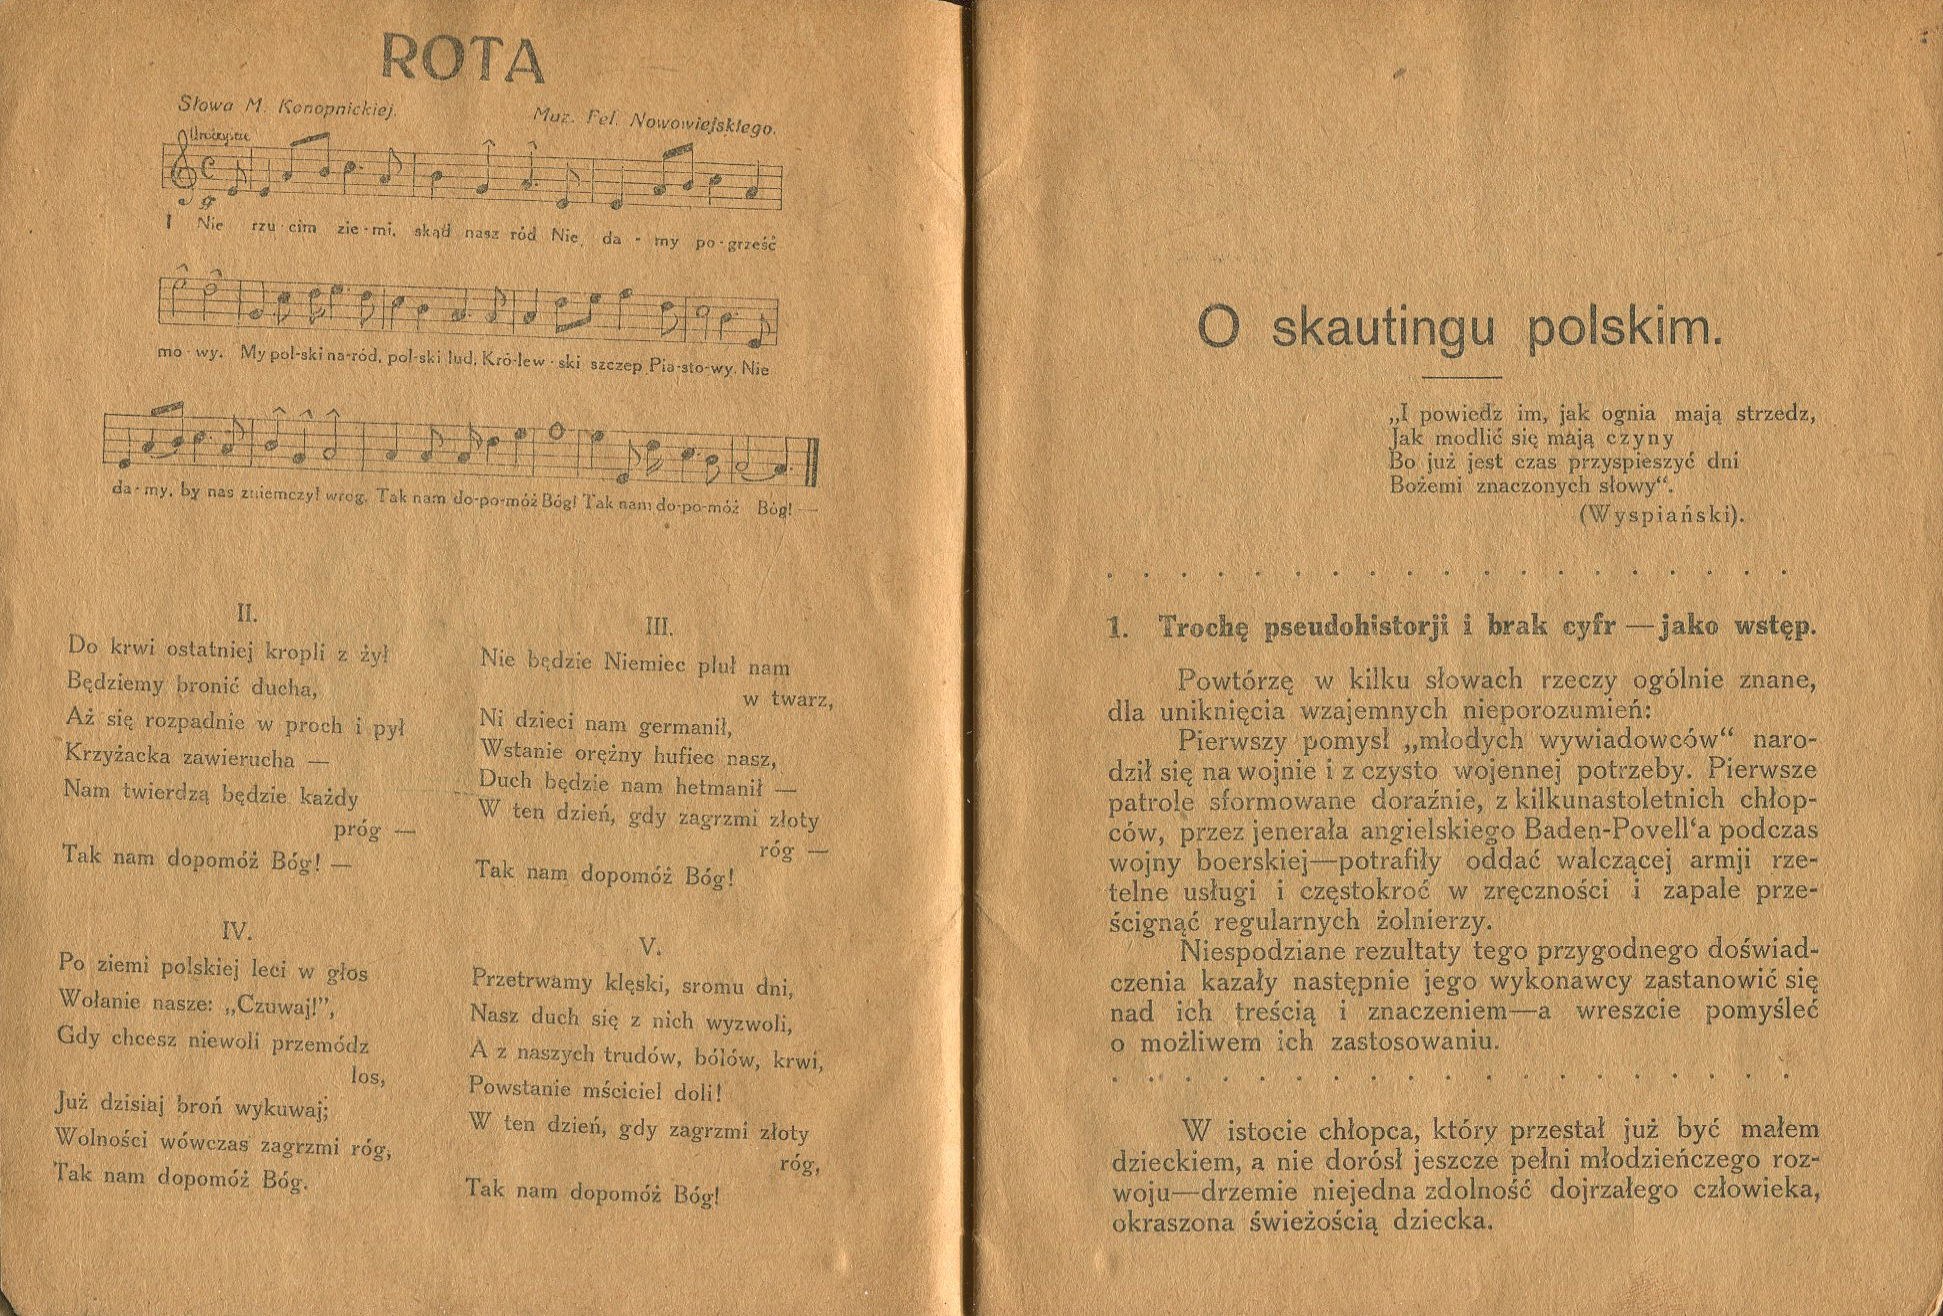 ROTA
Słowa M. Konopnickiej.
Muz. Fel. Nowowiejskiego.
Uroczyście
I Nie rzu-cim zie-mi, skąd nasz ród Nie da - my po-grześć
mo-wy. My pol-ski na-ród, pol-ski lud, Kró-lew-ski szczep Pia-sto-wy. Nie
da-my, by nas zniemczył wróg. Tak nam do-po-móż Bóg! Tak nam do-po-móż Bóg! —
II.
Do krwi ostatniej kropli z żył
Będziemy bronić ducha,
Aż się rozpadnie w proch i pył
Krzyżacka zawierucha —
Nam twierdzą będzie każdy
próg —
Tak nam dopomóż Bóg! —
III.
Nie będzie Niemiec pluł nam
w twarz,
Ni dzieci nam germanił,
Wstanie orężny hufiec nasz,
Duch będzie nam hetmanił —
W ten dzień, gdy zagrzmi złoty
róg —
Tak nam dopomóż Bóg!
IV.
Po ziemi polskiej leci w głos
Wołanie nasze: „Czuwaj!”,
Gdy chcesz niewoli przemódz
los,
Już dzisiaj broń wykuwaj;
Wolności wówczas zagrzmi róg,
Tak nam dopomóż Bóg.
V.
Przetrwamy klęski, sromu dni,
Nasz duch się z nich wyzwoli,
A z naszych trudów, bólów, krwi,
Powstanie mściciel doli!
W ten dzień, gdy zagrzmi złoty
róg,
Tak nam dopomóż Bóg!
O skautingu polskim.
„I powiedz im, jak ognia mają strzedz,
Jak modlić się mają czyny
Bo już jest czas przyspieszyć dni
Bożemi znaczonych słowy“.
(Wyspiański).
. . . . . . . . . . . . . . . . . . .
1. Trochę pseudohistorji i brak cyfr — jako wstęp.
Powtórzę w kilku słowach rzeczy ogólnie znane,
dla uniknięcia wzajemnych nieporozumień:
Pierwszy pomysł „młodych wywiadowców“ naro-
dził się na wojnie i z czysto wojennej potrzeby. Pierwsze
patrole sformowane doraźnie, z kilkunastoletnich chłop-
ców, przez jenerała angielskiego Baden-Povell‘a podczas
wojny boerskiej—potrafiły oddać walczącej armji rze-
telne usługi i częstokroć w zręczności i zapale prze-
ścignąć regularnych żolnierzy.
Niespodziane rezultaty tego przygodnego doświad-
czenia kazały następnie jego wykonawcy zastanowić się
nad ich treścią i znaczeniem—a wreszcie pomyśleć
o możliwem ich zastosowaniu.
. . . . . . . . . . . . . . . . . . .
W istocie chłopca, który przestał już być małem
dzieckiem, a nie dorósł jeszcze pełni młodzieńczego roz-
woju—drzemie niejedna zdolność dojrzałego człowieka,
okraszona świeżością dziecka.